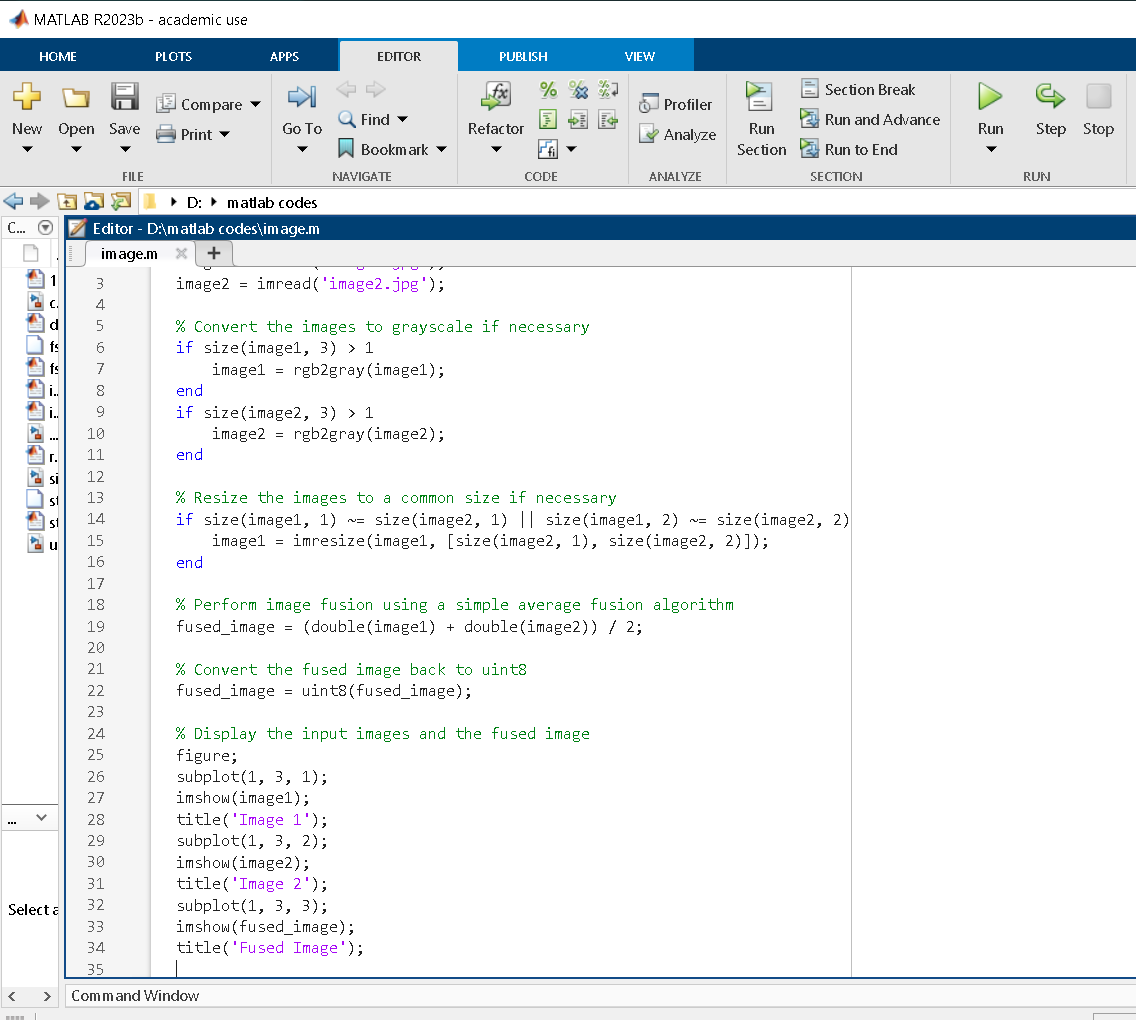 MATLAB R2023b - academic use
HOME PLOTS APPS EDITOR PUBLISH VIEW
New Open Save Compare Print
FILE
Go To Find Bookmark
NAVIGATE
Refactor
CODE
Profiler Analyze
ANALYZE
Run Section Section Break Run and Advance Run to End
SECTION
Run Step Stop
RUN
D: matlab codes
C...
Editor - D:\matlab codes\image.m
image.m +
3 image2 = imread('image2.jpg');
4
5 % Convert the images to grayscale if necessary
6 if size(image1, 3) > 1
7 image1 = rgb2gray(image1);
8 end
9 if size(image2, 3) > 1
10 image2 = rgb2gray(image2);
11 end
12
13 % Resize the images to a common size if necessary
14 if size(image1, 1) ~= size(image2, 1) || size(image1, 2) ~= size(image2, 2)
15 image1 = imresize(image1, [size(image2, 1), size(image2, 2)]);
16 end
17
18 % Perform image fusion using a simple average fusion algorithm
19 fused_image = (double(image1) + double(image2)) / 2;
20
21 % Convert the fused image back to uint8
22 fused_image = uint8(fused_image);
23
24 % Display the input images and the fused image
25 figure;
26 subplot(1, 3, 1);
27 imshow(image1);
28 title('Image 1');
29 subplot(1, 3, 2);
30 imshow(image2);
31 title('Image 2');
32 subplot(1, 3, 3);
33 imshow(fused_image);
34 title('Fused Image');
35
1
c.
i...
i...
...
r.
si
u
...
Select
Command Window